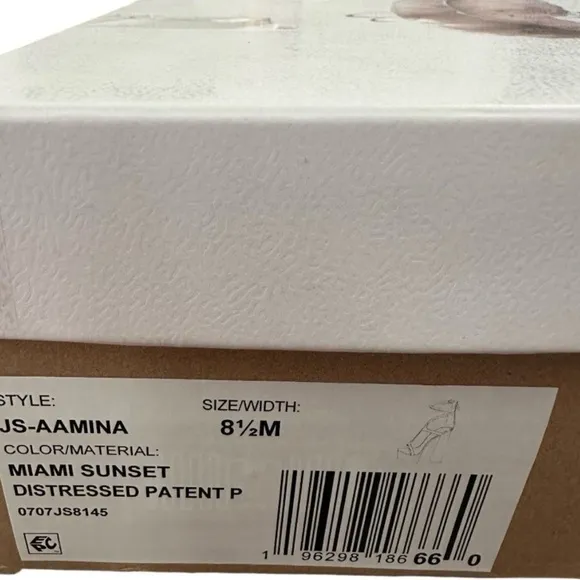 STYLE:
JS-AAMINA
SIZE/WIDTH:
8½M
COLOR/MATERIAL:
MIAMI SUNSET
DISTRESSED PATENT P
0707JS8145
1 96298 18666 0